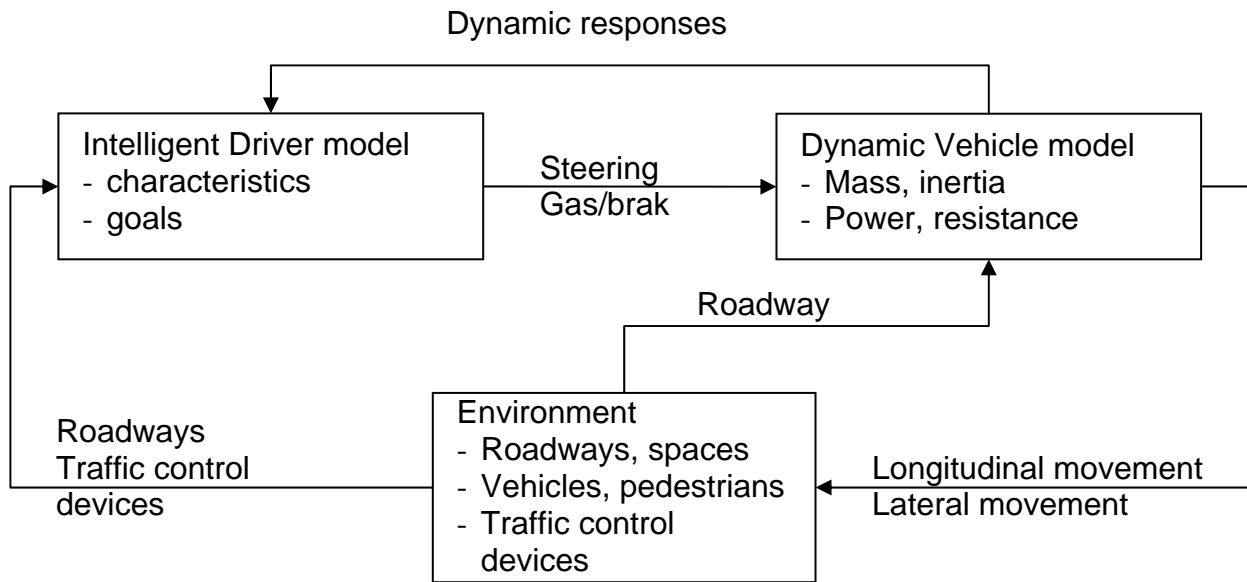 Dynamic responses
Intelligent Driver model
- characteristics
- goals
Steering
Gas/brak
Dynamic Vehicle model
- Mass, inertia
- Power, resistance
Roadway
Roadways
Traffic control
devices
Environment
- Roadways, spaces
- Vehicles, pedestrians
- Traffic control
devices
Longitudinal movement
Lateral movement